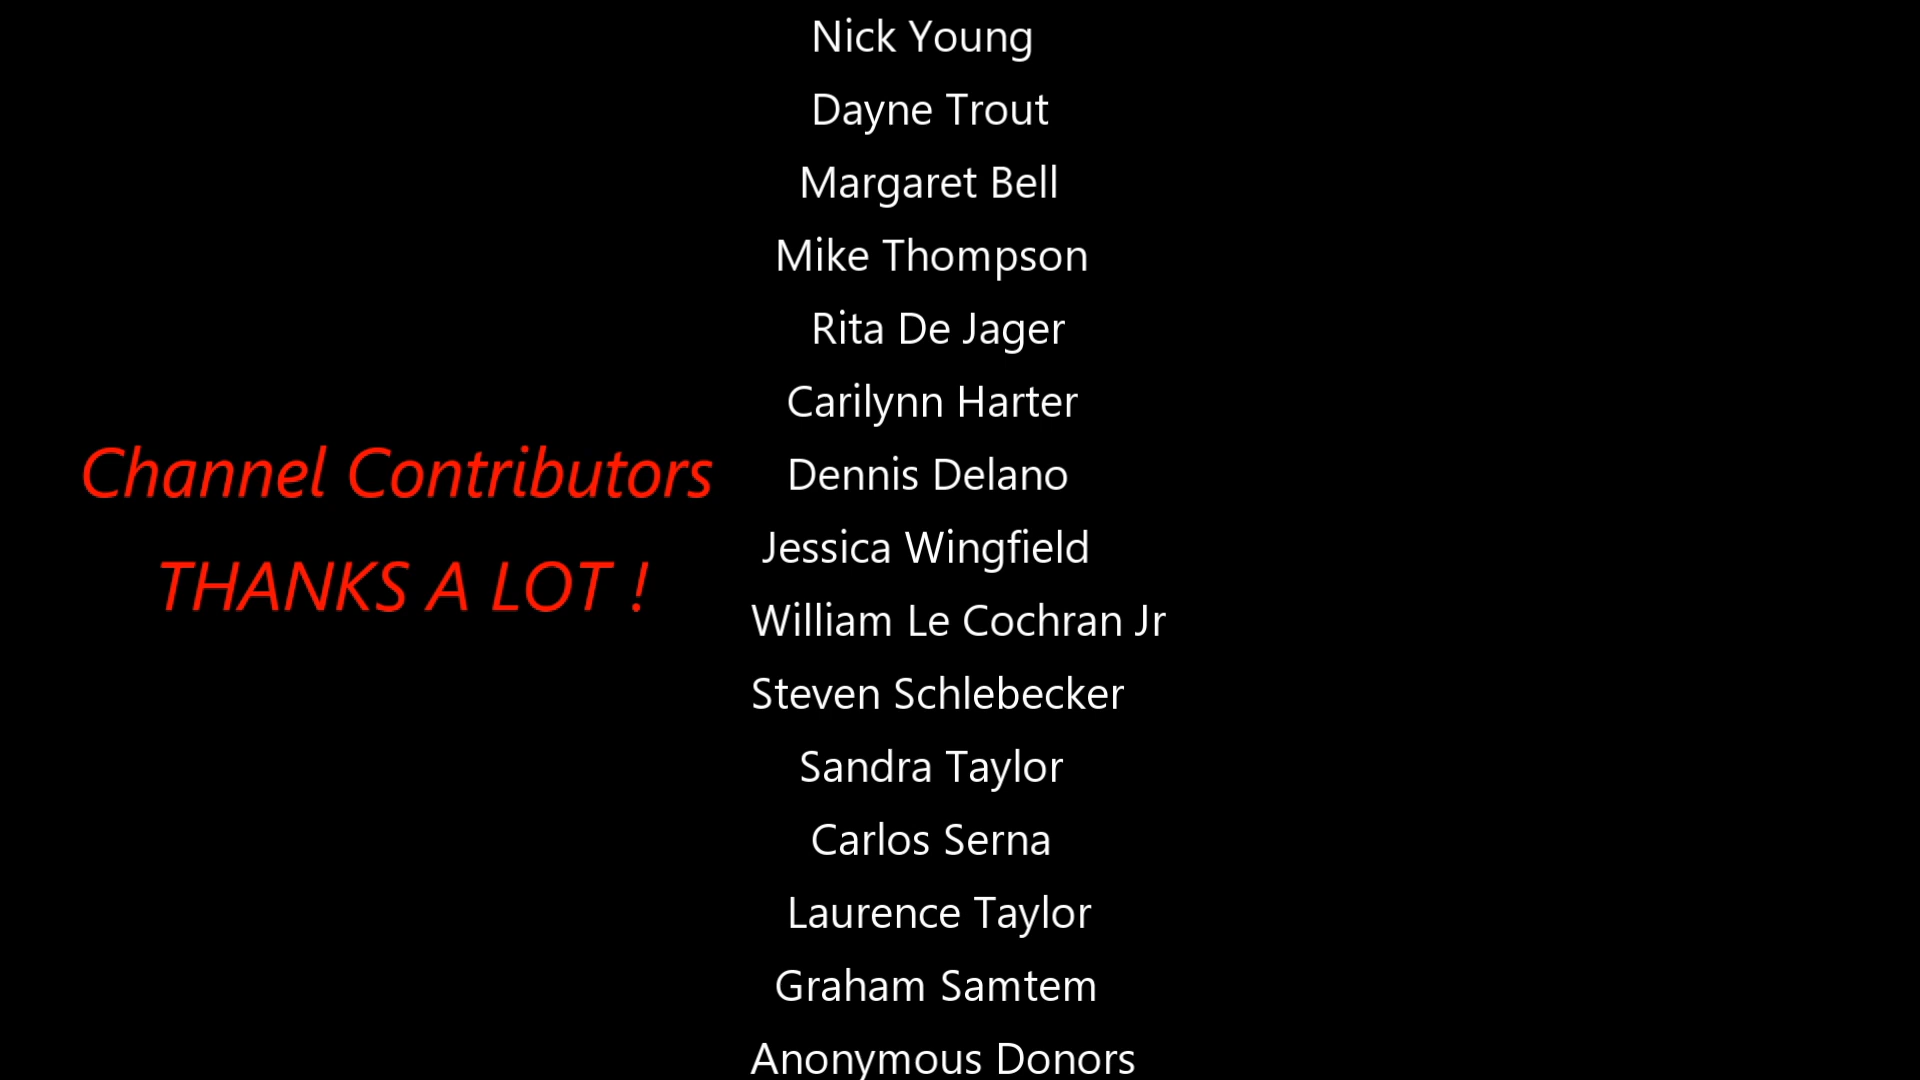 Channel Contributors
THANKS A LOT !
Nick Young
Dayne Trout
Margaret Bell
Mike Thompson
Rita De Jager
Carilynn Harter
Dennis Delano
Jessica Wingfield
William Le Cochran Jr
Steven Schlebecker
Sandra Taylor
Carlos Serna
Laurence Taylor
Graham Samtem
Anonymous Donors